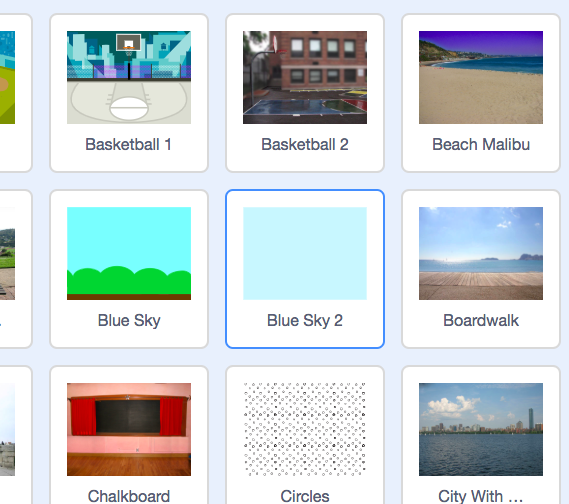 Basketball 1
Basketball 2
Beach Malibu
Blue Sky
Blue Sky 2
Boardwalk
Chalkboard
Circles
City With ...